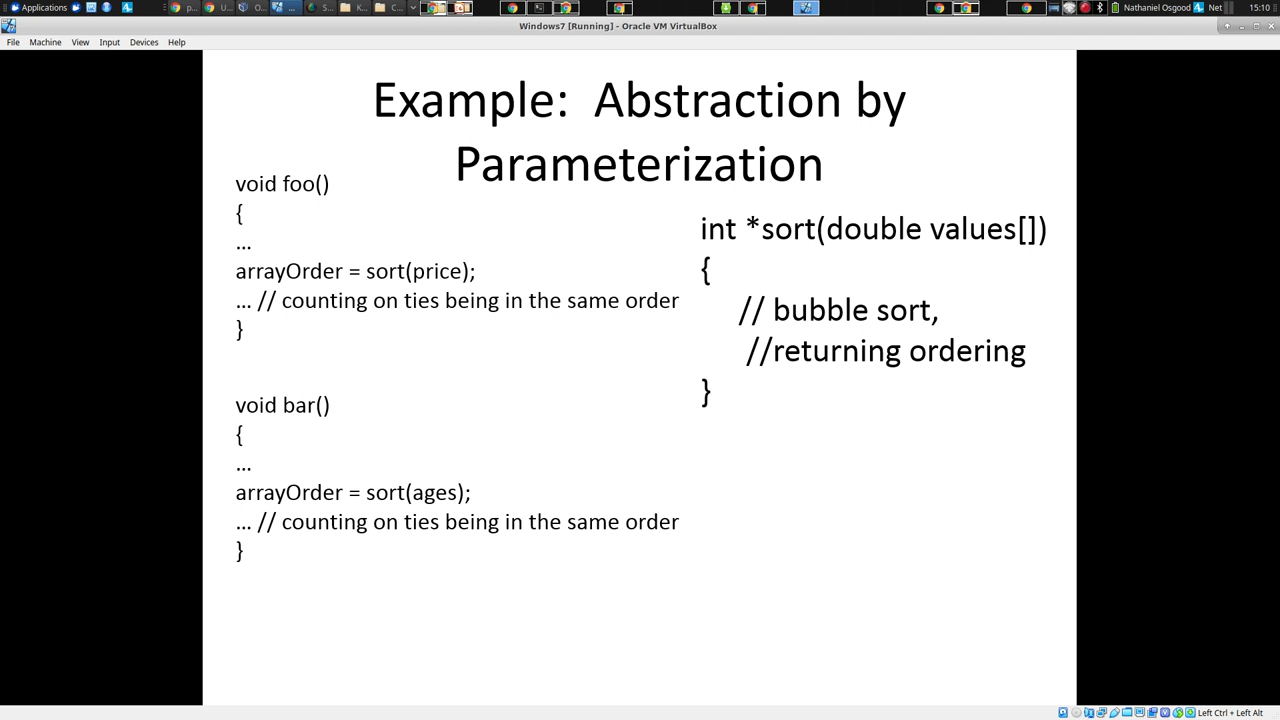 Applications
p...
U...
O...
...
S...
K...
C...
Nathaniel Osgood
Net
15:10
Windows7 [Running] - Oracle VM VirtualBox
File Machine View Input Devices Help
Example: Abstraction by
Parameterization
void foo()
{
...
arrayOrder = sort(price);
... // counting on ties being in the same order
}
void bar()
{
...
arrayOrder = sort(ages);
... // counting on ties being in the same order
}
int *sort(double values[])
{
// bubble sort,
//returning ordering
}
Left Ctrl + Left Alt